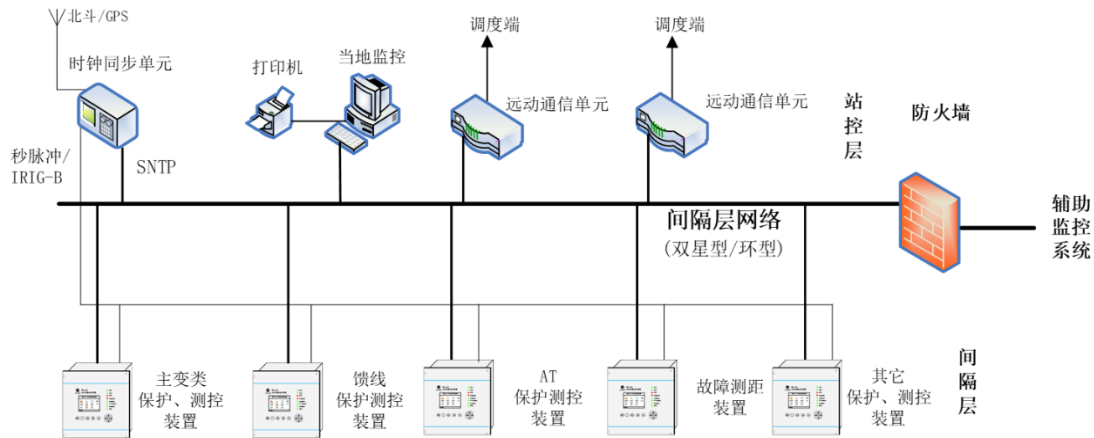 北斗/GPS
时钟同步单元
打印机
当地监控
调度端
调度端
远动通信单元
远动通信单元
站控层
防火墙
秒脉冲/
IRIG-B
SNTP
间隔层网络
(双星型/环型)
辅助
监控
系统
主变类
保护、测控
装置
馈线
保护测控
装置
AT
保护测控
装置
故障测距
装置
其它
保护、测控
装置
间隔层